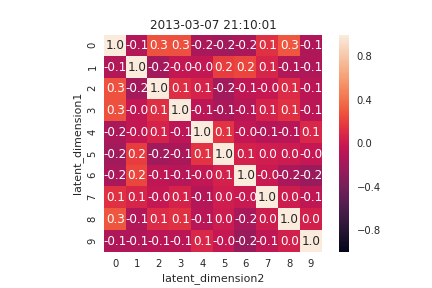 2013-03-07 21:10:01
0 1.0 -0.1 0.3 0.3 -0.2 -0.2 -0.2 0.1 0.3 -0.1
1 -0.1 1.0 -0.2 -0.0 -0.0 0.2 0.2 0.1 -0.1 -0.1
2 0.3 -0.2 1.0 0.1 0.1 -0.2 -0.1 -0.0 0.1 -0.1
3 0.3 -0.0 0.1 1.0 -0.1 -0.1 -0.1 0.1 0.1 -0.1
4 -0.2 -0.0 0.1 -0.1 1.0 0.1 -0.0 -0.1 -0.1 0.1
5 -0.2 0.2 -0.2 -0.1 0.1 1.0 0.1 0.0 0.0 -0.0
6 -0.2 0.2 -0.1 -0.1 -0.0 0.1 1.0 -0.0 -0.2 -0.2
7 0.1 0.1 -0.0 0.1 -0.1 0.0 -0.0 1.0 0.0 -0.1
8 0.3 -0.1 0.1 0.1 -0.1 0.0 -0.2 0.0 1.0 0.0
9 -0.1 -0.1 -0.1 -0.1 0.1 -0.0 -0.2 -0.1 0.0 1.0
0 1 2 3 4 5 6 7 8 9
latent_dimension2
latent_dimension1
0.8
0.4
0.0
-0.4
-0.8